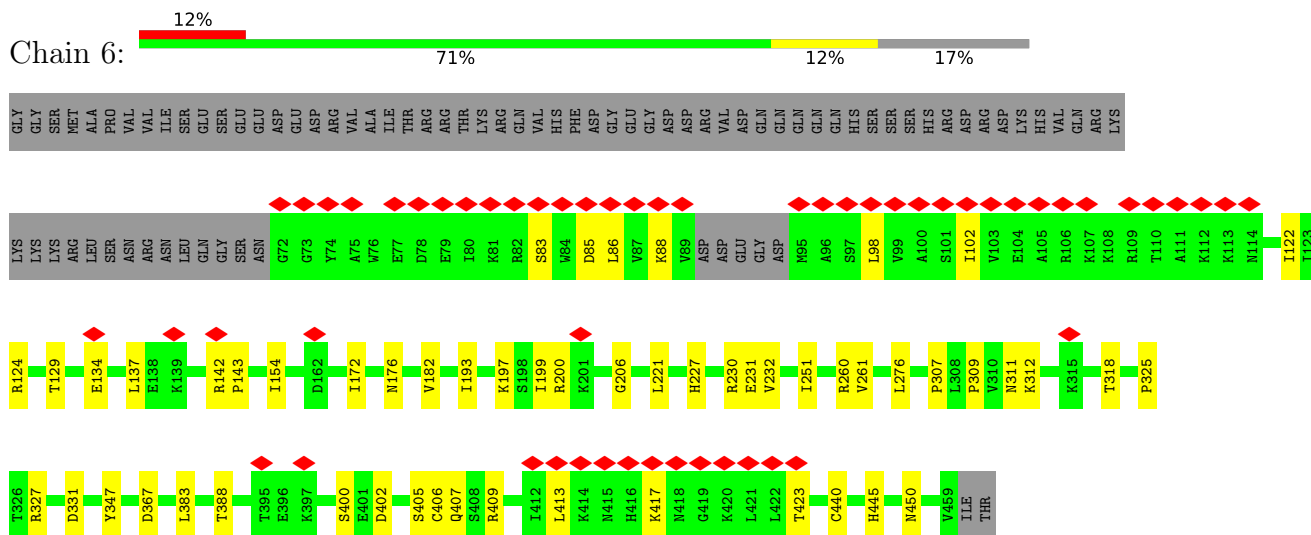 12%
Chain 6:
71% 12% 17%
GLY GLY SER MET ALA PRO VAL VAL ILE SER GLU SER GLU GLU ASP GLU ASP ARG VAL ALA ILE THR ARG ARG THR LYS ARG GLN VAL HIS PHE ASP GLY GLU GLY ASP ASP ARG VAL ASP GLN GLN GLN GLN GLN HIS SER SER SER HIS ARG ASP ARG ASP LYS HIS VAL GLN ARG LYS
LYS LYS LYS ARG LEU SER ASN ARG ASN LEU GLN GLY SER ASN G72 G73 Y74 A75 W76 E77 D78 E79 I80 K81 R82 S83 W84 D85 L86 V87 K88 V89 ASP ASP GLU GLY ASP M95 A96 S97 L98 V99 A100 S101 I102 V103 E104 A105 R106 K107 K108 R109 T110 A111 K112 K113 N114 I122 I123
R124 T129 E134 L137 E138 K139 R142 P143 I154 D162 I172 N176 V182 I193 K197 S198 I199 R200 K201 G206 L221 H227 R230 E231 V232 I251 R260 V261 L276 P307 L308 P309 V310 N311 K312 K315 T318 P325
T326 R327 D331 Y347 D367 L383 T388 T395 E396 K397 S400 E401 D402 S405 C406 Q407 S408 R409 I412 L413 K414 N415 H416 K417 N418 G419 K420 L421 L422 T423 C440 H445 N450 V459 ILE THR